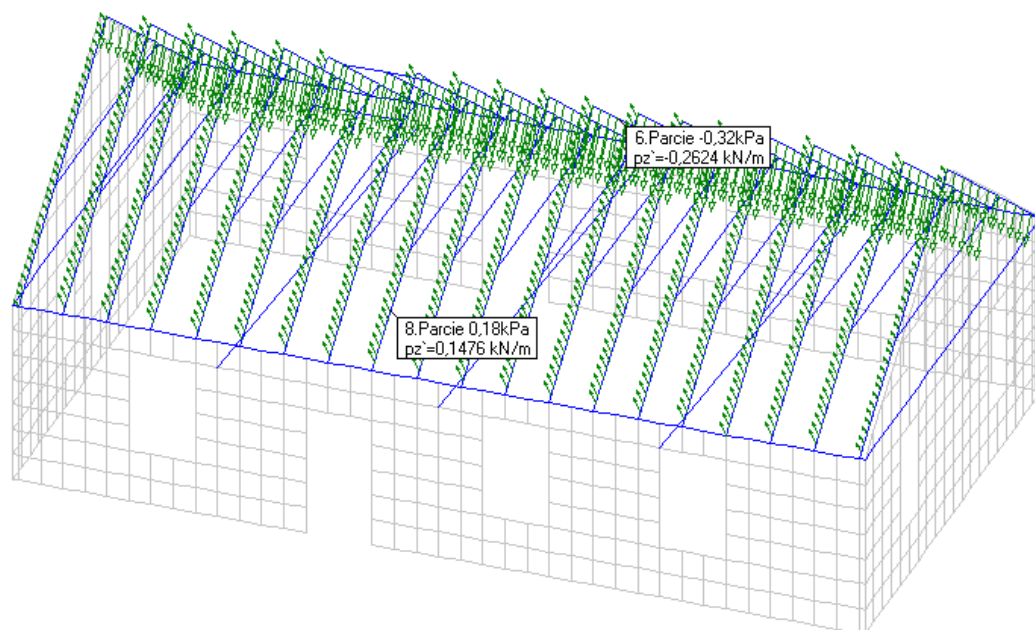 6.Parcie -0,32kPa
pz`=-0,2624 kN/m
8.Parcie 0,18kPa
pz`=0,1476 kN/m